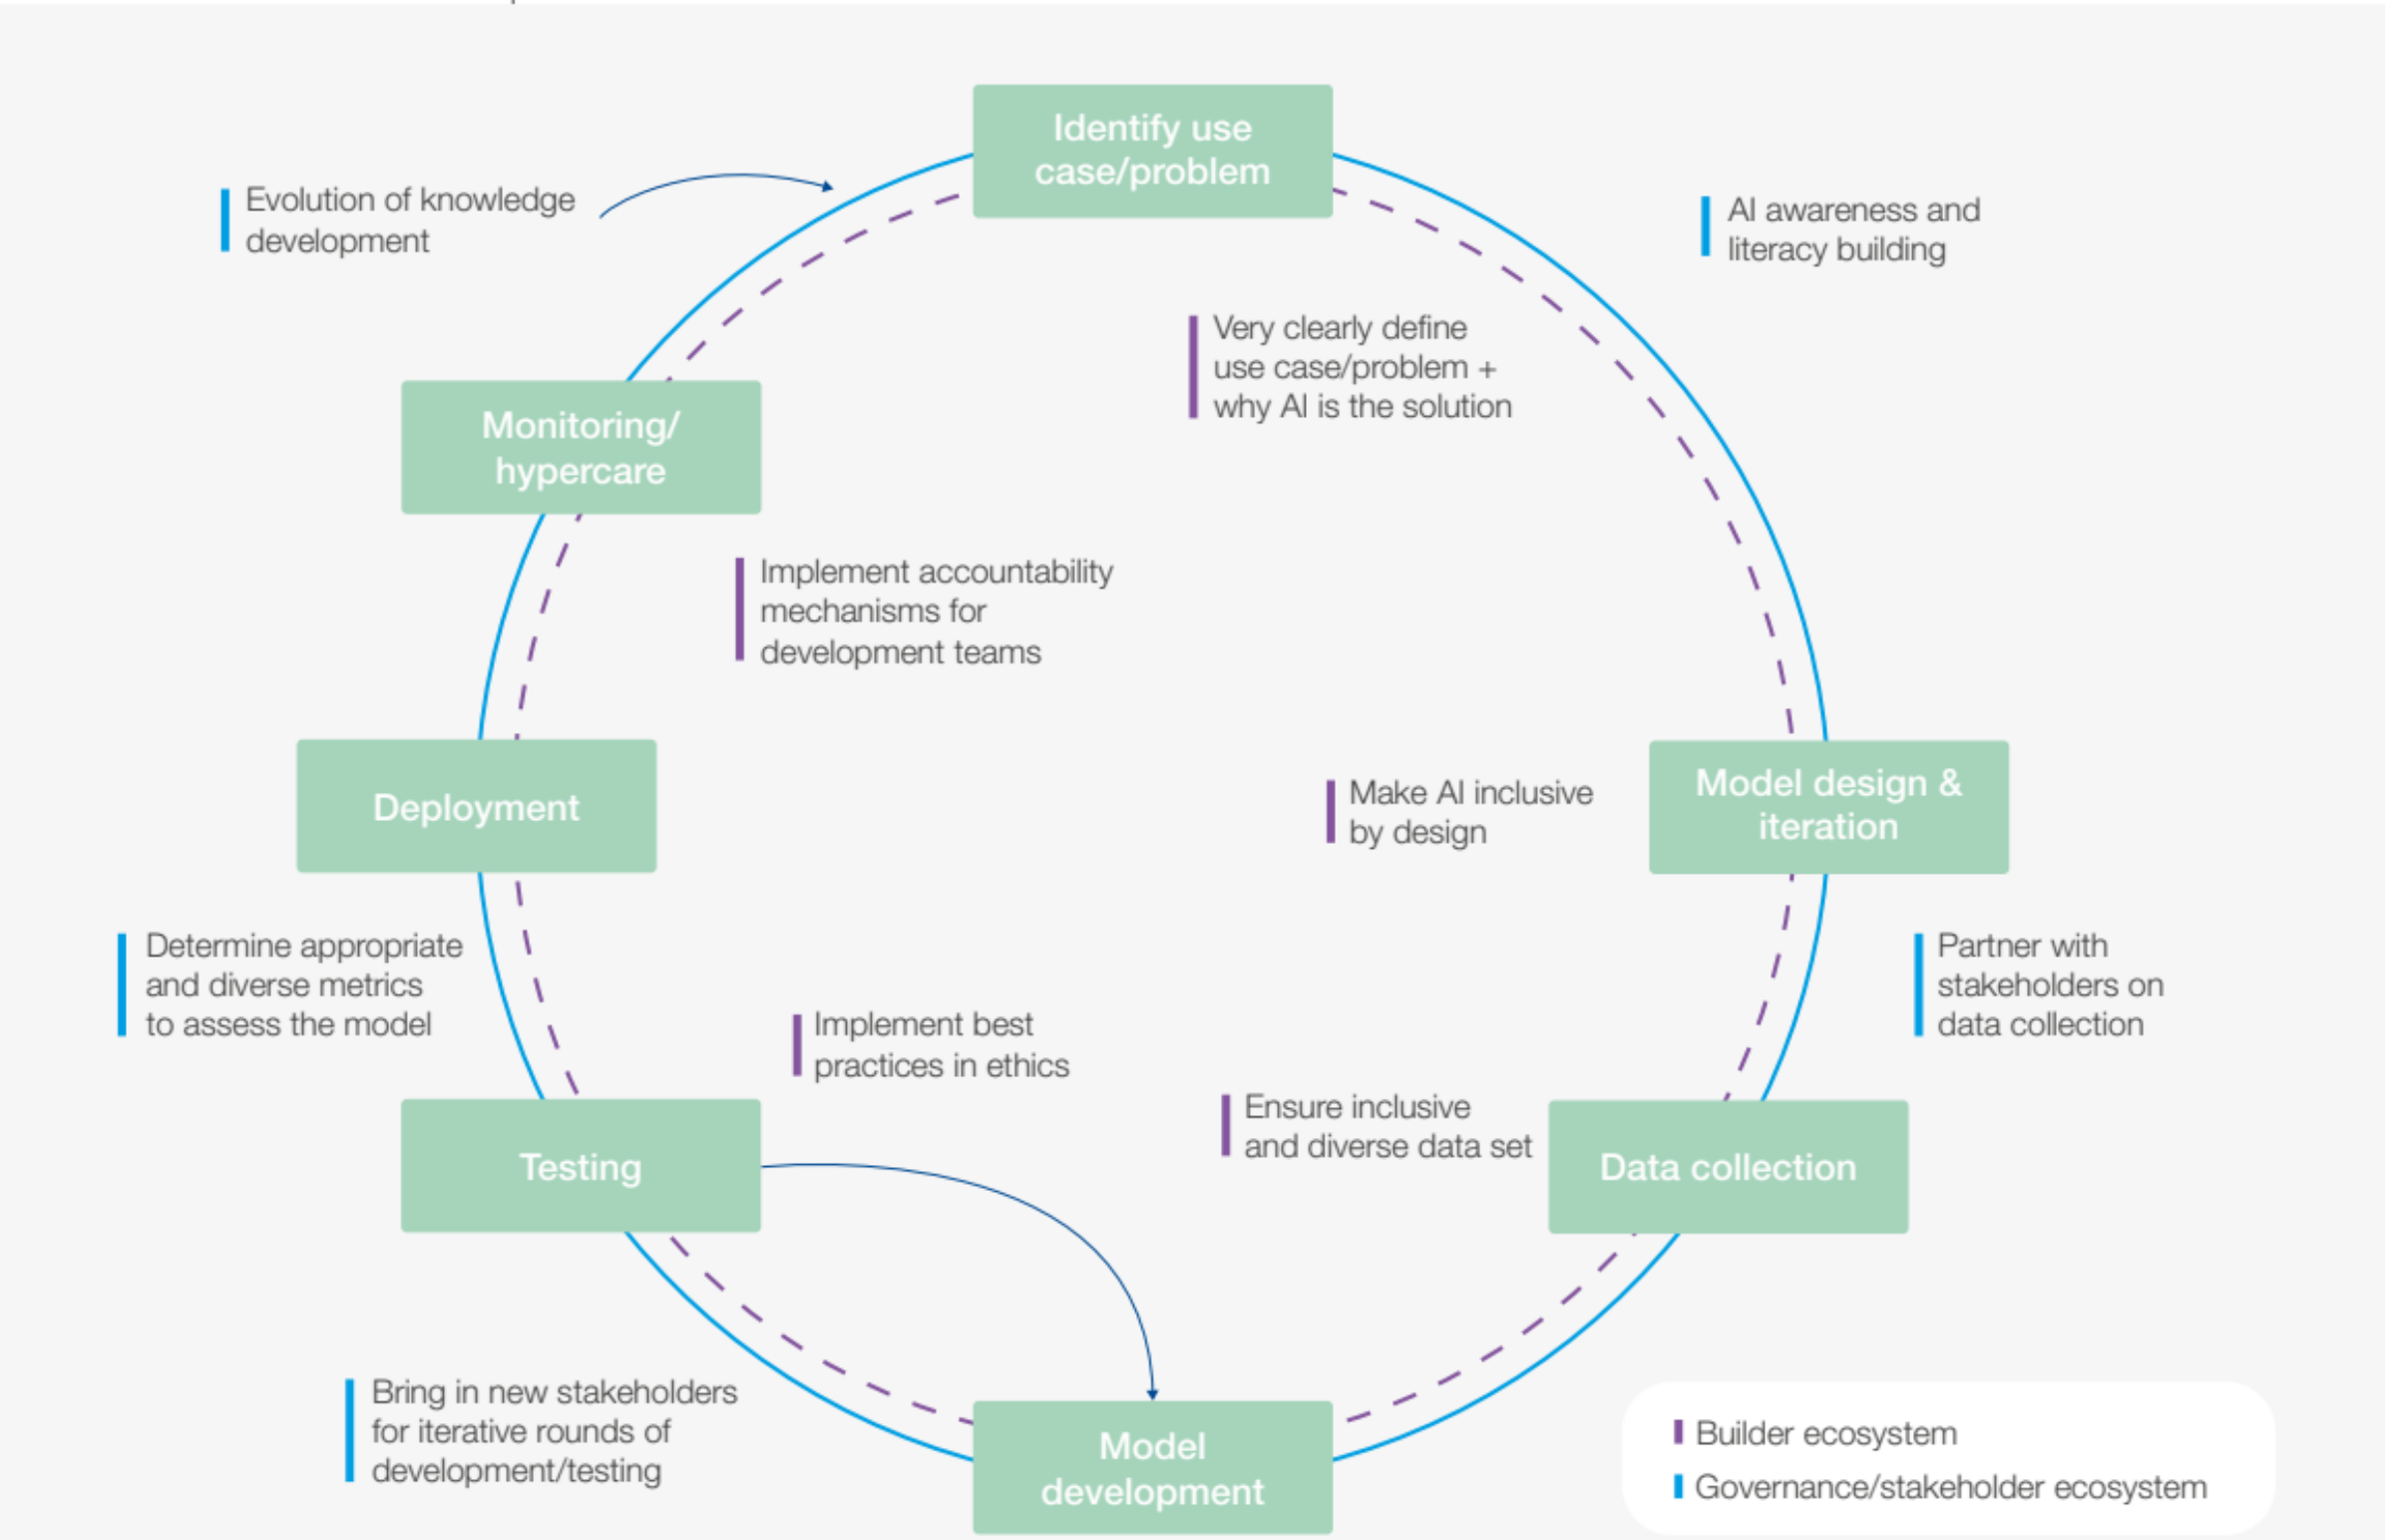 Identify use
case/problem
Evolution of knowledge
development
AI awareness and
literacy building
Very clearly define
use case/problem +
why AI is the solution
Monitoring/
hypercare
Implement accountability
mechanisms for
development teams
Deployment
Make AI inclusive
by design
Model design &
iteration
Determine appropriate
and diverse metrics
to assess the model
Partner with
stakeholders on
data collection
Implement best
practices in ethics
Ensure inclusive
and diverse data set
Testing
Data collection
Bring in new stakeholders
for iterative rounds of
development/testing
Model
development
Builder ecosystem
Governance/stakeholder ecosystem